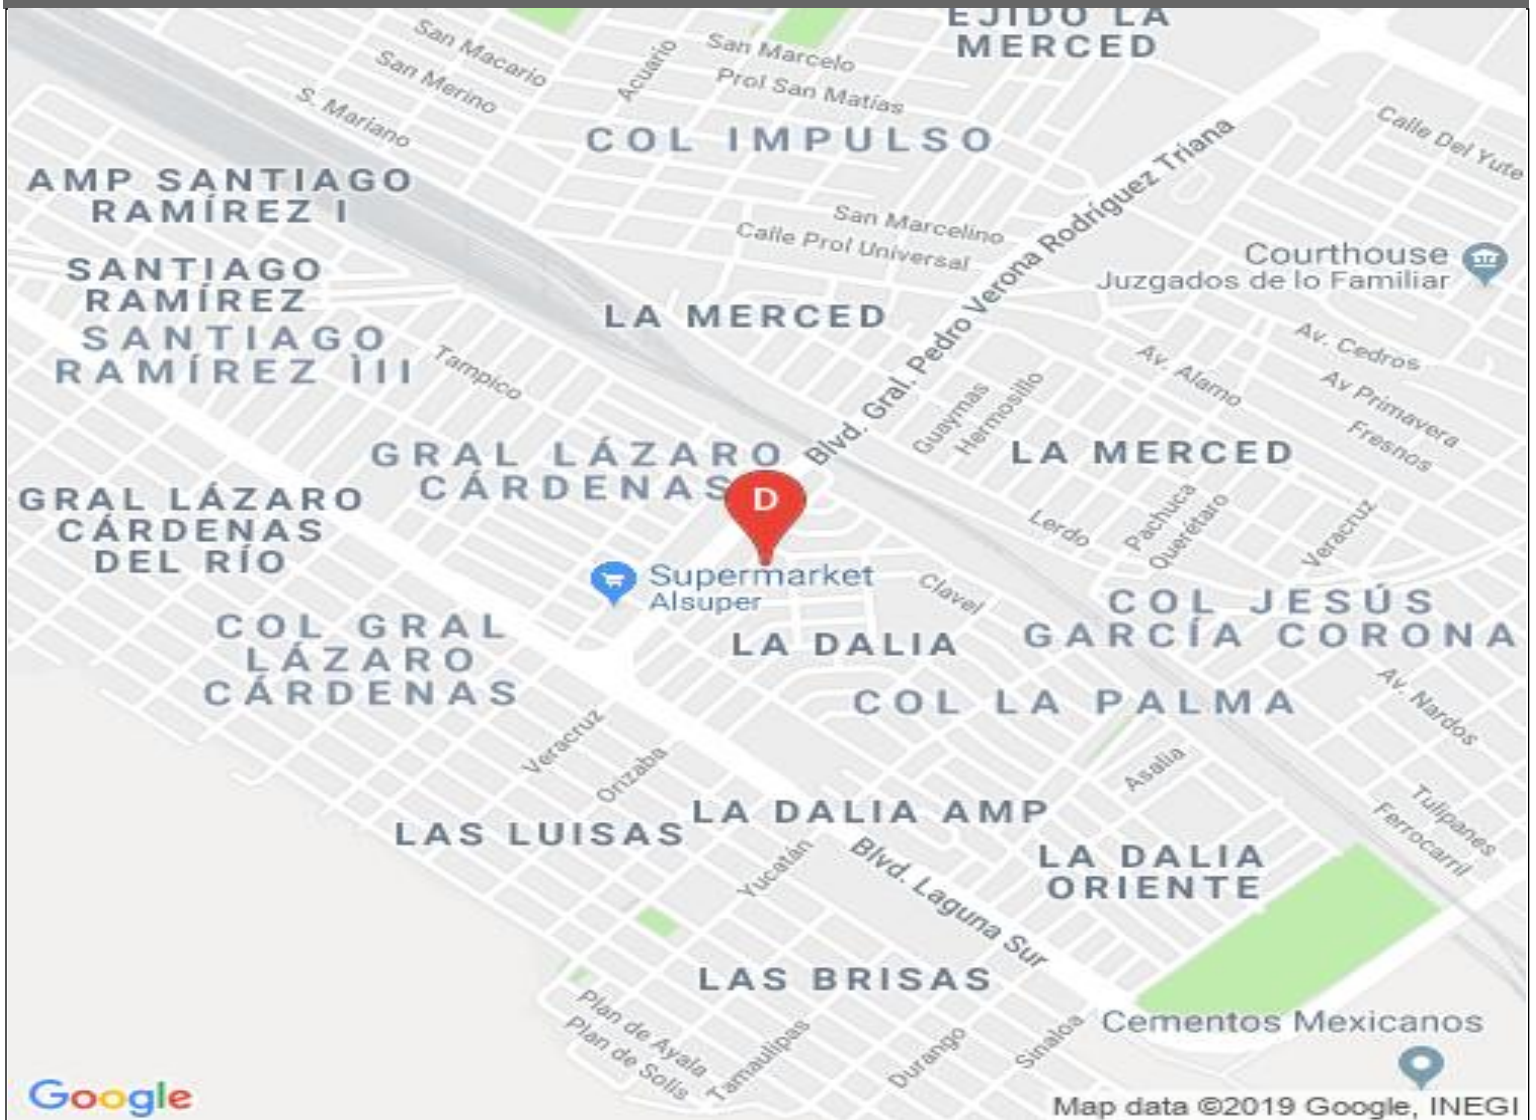 EJIDO LA
MERCED
San Macario
San Merino
S. Mariano
Acuario
San Marcelo
Prol San Matías
COL IMPULSO
Calle Del Yute
AMP SANTIAGO
RAMÍREZ I
San Marcelino
Calle Prol Universal
Blvd. Gral. Pedro Verona Rodríguez Triana
Courthouse
Juzgados de lo Familiar
SANTIAGO
RAMÍREZ
SANTIAGO
RAMÍREZ ÌII
LA MERCED
Tampico
Av. Cedros
Av. Alamo
Av Primavera
Fresnos
Guaymas
Hermosillo
LA MERCED
GRAL LÁZARO
CÁRDENAS
D
GRAL LÁZARO
CÁRDENAS
DEL RÍO
Lerdo
Pachuca
Querétaro
Veracruz
Supermarket
Alsuper
Clavel
COL JESÚS
GARCÍA CORONA
COL GRAL
LÁZARO
CÁRDENAS
LA DALIA
COL LA PALMA
Av. Nardos
Veracruz
Orizaba
Asalia
LA DALIA AMP
LAS LUISAS
Tulipanes
Ferrocarril
Yucatán
Blvd. Laguna Sur
LA DALIA
ORIENTE
LAS BRISAS
Plan de Ayala
Plan de Solis
Tamaulipas
Durango
Sinaloa
Cementos Mexicanos
Google
Map data ©2019 Google, INEGI